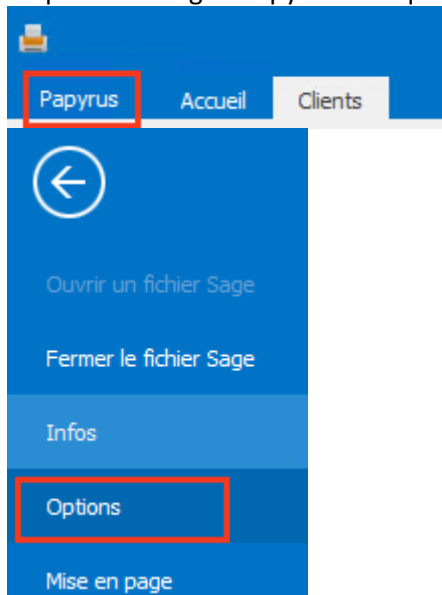 Papyrus Accueil Clients
Ouvrir un fichier Sage
Fermer le fichier Sage
Infos
Options
Mise en page